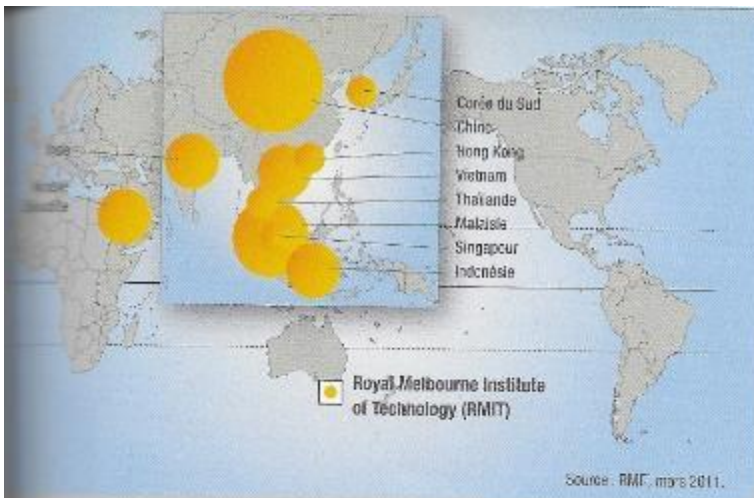 Corée du Sud
Chine
Hong Kong
Vietnam
Thaïlande
Malaisie
Singapour
Indonésie
Inde
Royal Melbourne Institute
of Technology (RMIT)
Source : RMIT, mars 2011.